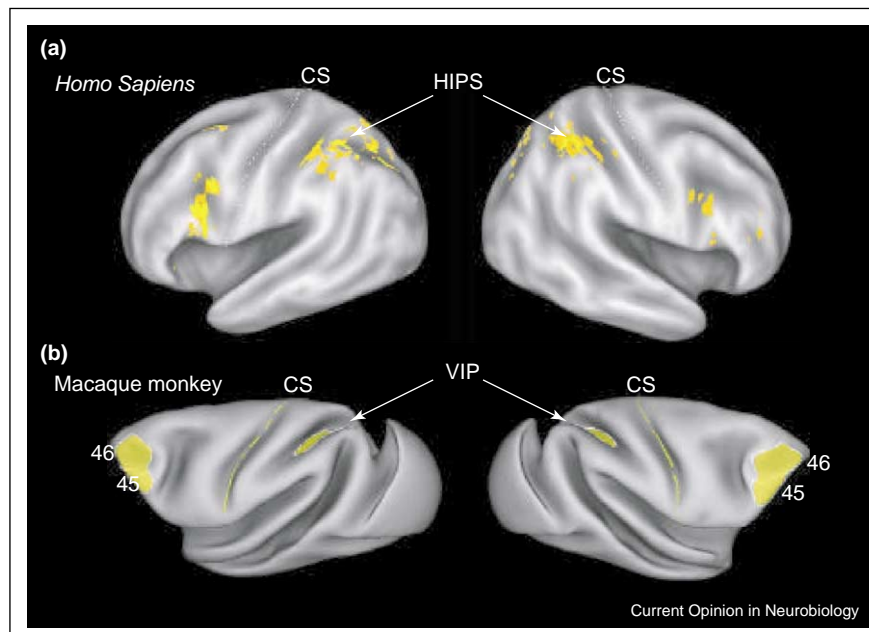 (a)
Homo Sapiens
CS
HIPS
CS
(b)
Macaque monkey
CS
VIP
CS
46
45
46
45
Current Opinion in Neurobiology